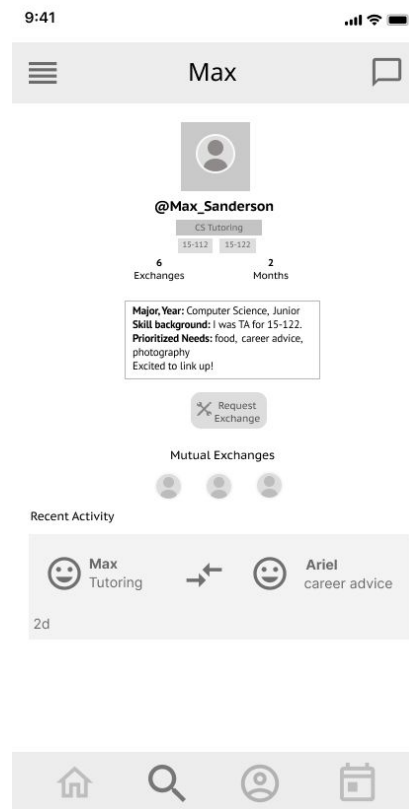 9:41
Max
@Max_Sanderson
CS Tutoring
15-112 15-122
6 2
Exchanges Months
Major, Year: Computer Science, Junior
Skill background: I was TA for 15-122.
Prioritized Needs: food, career advice,
photography
Excited to link up!
Request
Exchange
Mutual Exchanges
Recent Activity
Max Ariel
Tutoring career advice
2d